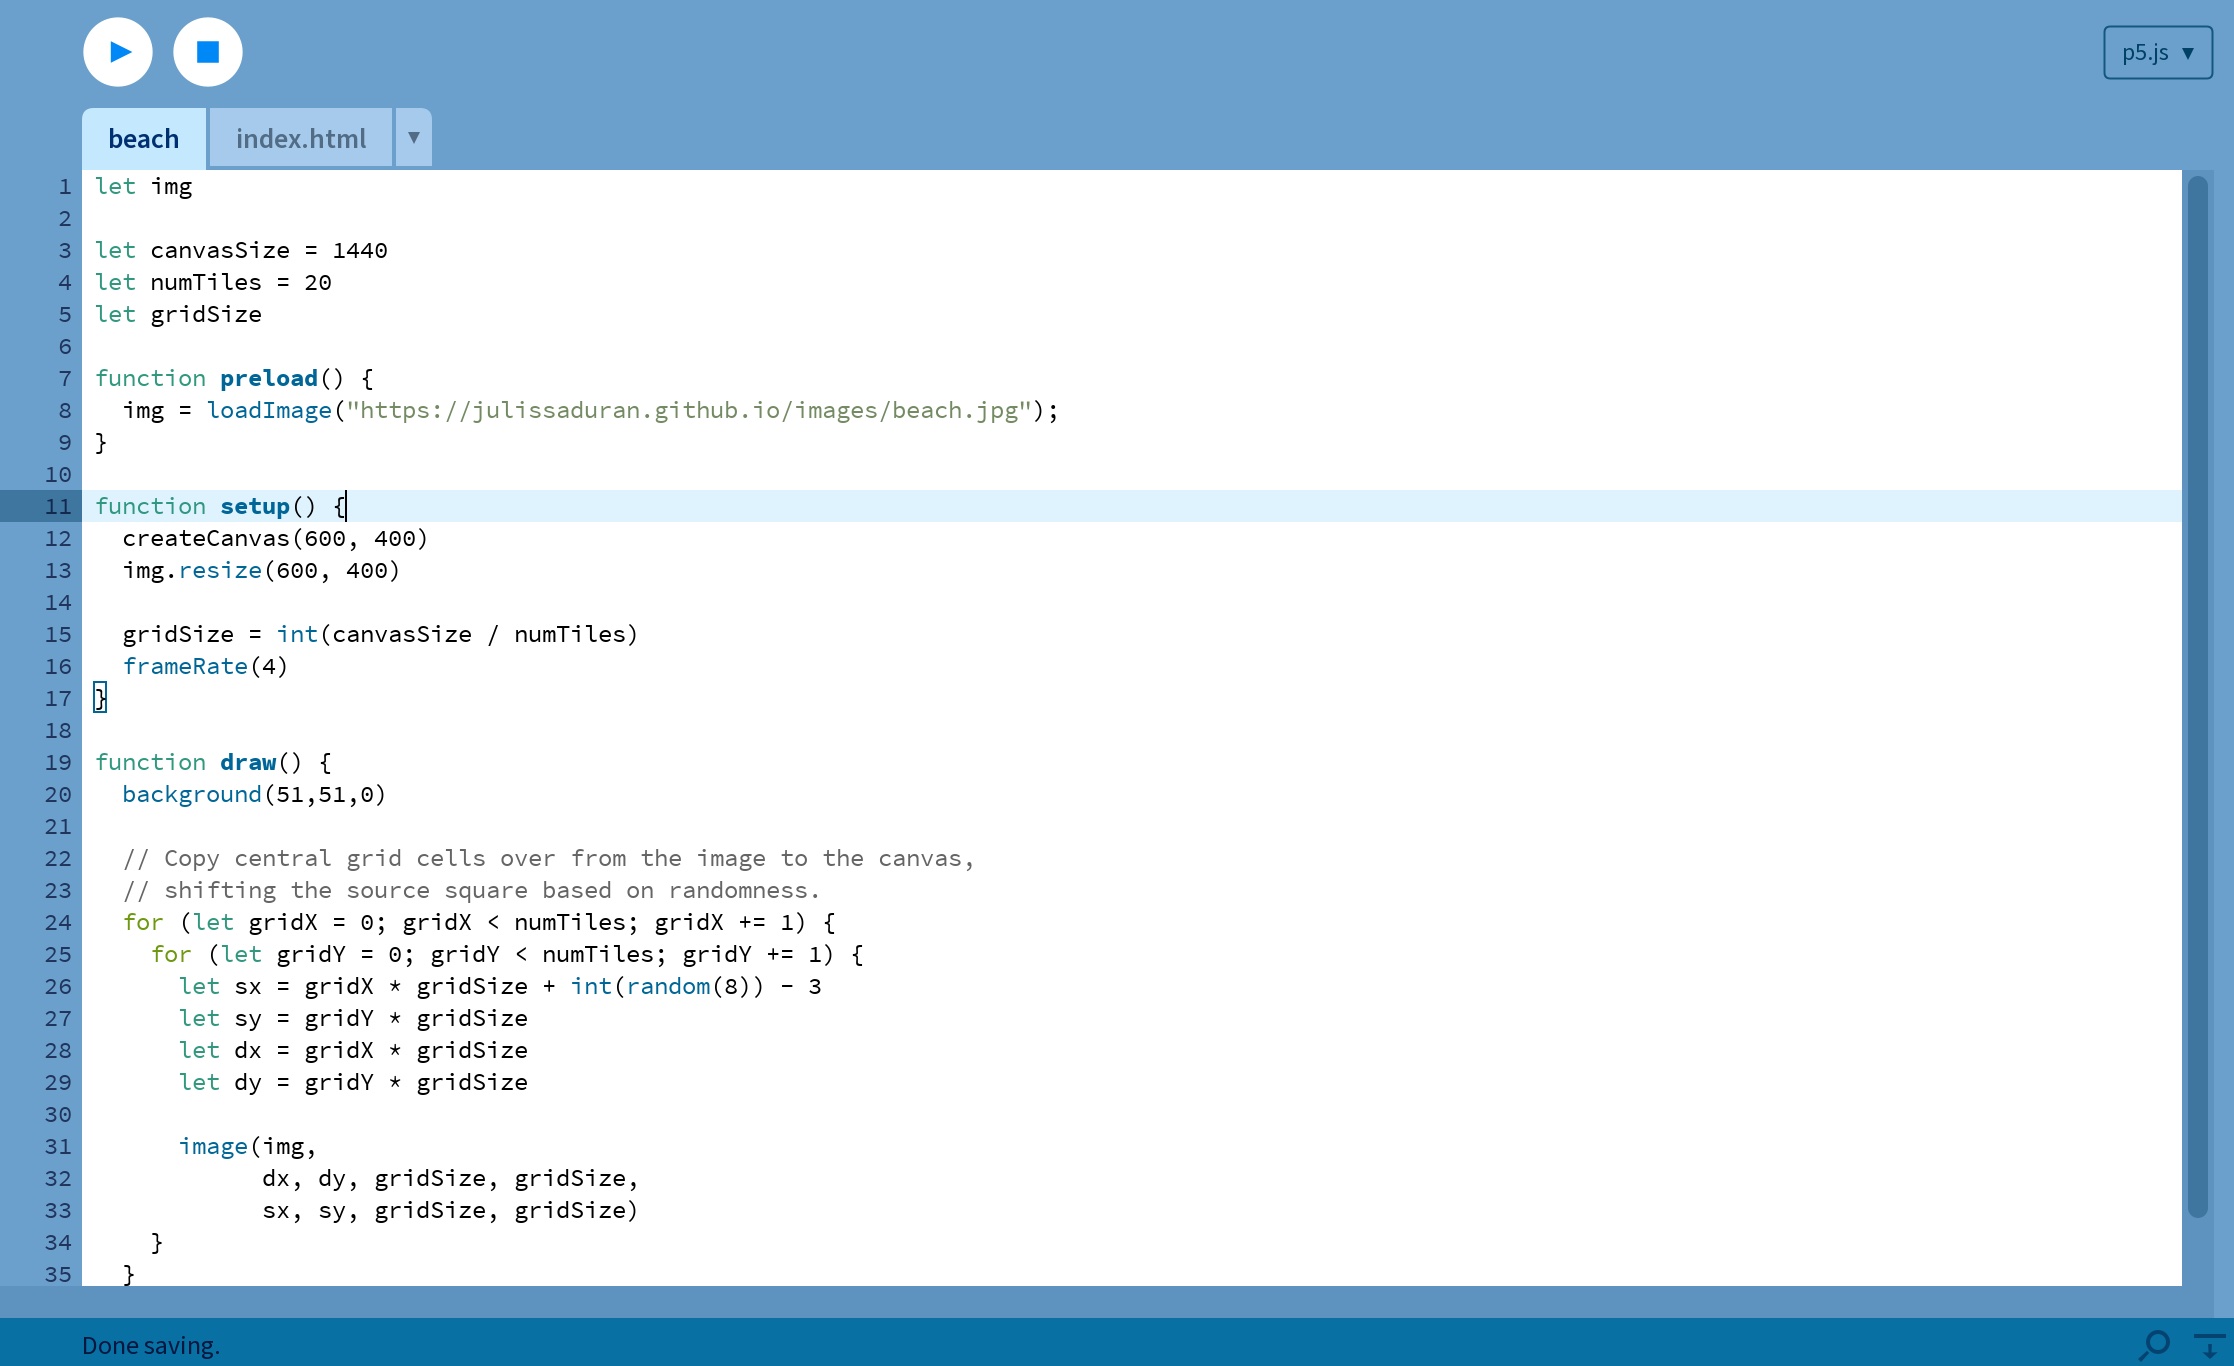 p5.js ▼
beach index.html ▼
1 let img
2
3 let canvasSize = 1440
4 let numTiles = 20
5 let gridSize
6
7 function preload() {
8   img = loadImage("https://julissaduran.github.io/images/beach.jpg");
9 }
10
11 function setup() {
12   createCanvas(600, 400)
13   img.resize(600, 400)
14
15   gridSize = int(canvasSize / numTiles)
16   frameRate(4)
17 }
18
19 function draw() {
20   background(51,51,0)
21
22   // Copy central grid cells over from the image to the canvas,
23   // shifting the source square based on randomness.
24   for (let gridX = 0; gridX < numTiles; gridX += 1) {
25     for (let gridY = 0; gridY < numTiles; gridY += 1) {
26       let sx = gridX * gridSize + int(random(8)) - 3
27       let sy = gridY * gridSize
28       let dx = gridX * gridSize
29       let dy = gridY * gridSize
30
31       image(img,
32             dx, dy, gridSize, gridSize,
33             sx, sy, gridSize, gridSize)
34     }
35   }
Done saving.